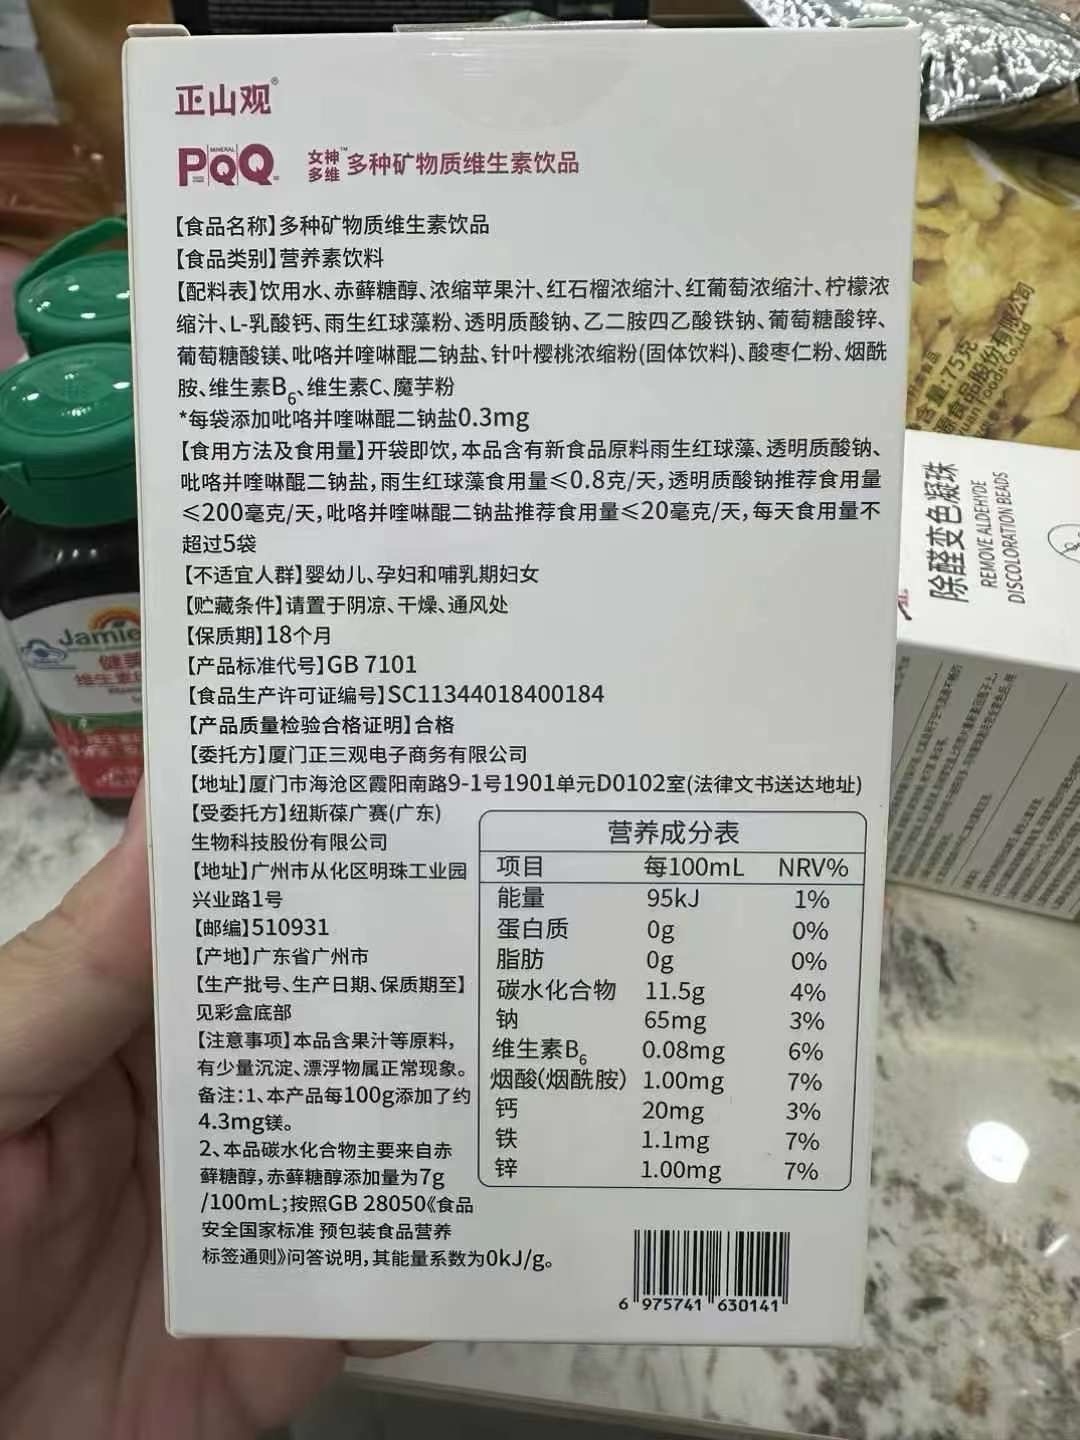 正山观®
MINERAL
PQQ 女神™ 多维 多种矿物质维生素饮品
【食品名称】多种矿物质维生素饮品
【食品类别】营养素饮料
【配料表】饮用水、赤藓糖醇、浓缩苹果汁、红石榴浓缩汁、红葡萄浓缩汁、柠檬浓
缩汁、L-乳酸钙、雨生红球藻粉、透明质酸钠、乙二胺四乙酸铁钠、葡萄糖酸锌、
葡萄糖酸镁、吡咯并喹啉醌二钠盐、针叶樱桃浓缩粉(固体饮料)、酸枣仁粉、烟酰
胺、维生素B6、维生素C、魔芋粉
*每袋添加吡咯并喹啉醌二钠盐0.3mg
【食用方法及食用量】开袋即饮,本品含有新食品原料雨生红球藻、透明质酸钠、
吡咯并喹啉醌二钠盐,雨生红球藻食用量≤0.8克/天,透明质酸钠推荐食用量
≤200毫克/天,吡咯并喹啉醌二钠盐推荐食用量≤20毫克/天,每天食用量不
超过5袋
【不适宜人群】婴幼儿、孕妇和哺乳期妇女
【贮藏条件】请置于阴凉、干燥、通风处
【保质期】18个月
【产品标准代号】GB 7101
【食品生产许可证编号】SC11344018400184
【产品质量检验合格证明】合格
【委托方】厦门正三观电子商务有限公司
【地址】厦门市海沧区霞阳南路9-1号1901单元D0102室(法律文书送达地址)
【受委托方】纽斯葆广赛(广东)
生物科技股份有限公司
【地址】广州市从化区明珠工业园
兴业路1号
【邮编】510931
【产地】广东省广州市
【生产批号、生产日期、保质期至】
见彩盒底部
【注意事项】本品含果汁等原料,
有少量沉淀、漂浮物属正常现象。
备注:1、本产品每100g添加了约
4.3mg镁。
2、本品碳水化合物主要来自赤
藓糖醇,赤藓糖醇添加量为7g
/100mL;按照GB 28050《食品
安全国家标准 预包装食品营养
标签通则》问答说明,其能量系数为0kJ/g。
营养成分表
项目 每100mL NRV%
能量 95kJ 1%
蛋白质 0g 0%
脂肪 0g 0%
碳水化合物 11.5g 4%
钠 65mg 3%
维生素B6 0.08mg 6%
烟酸(烟酰胺) 1.00mg 7%
钙 20mg 3%
铁 1.1mg 7%
锌 1.00mg 7%
6 975741 630141
Jamie
健美
维生素
含量:75克
食品股份有限公司
Yuan Foods Co.,Ltd
除醛变色凝珠
REMOVE ALDEHYDE
DISCOLORATION BEADS